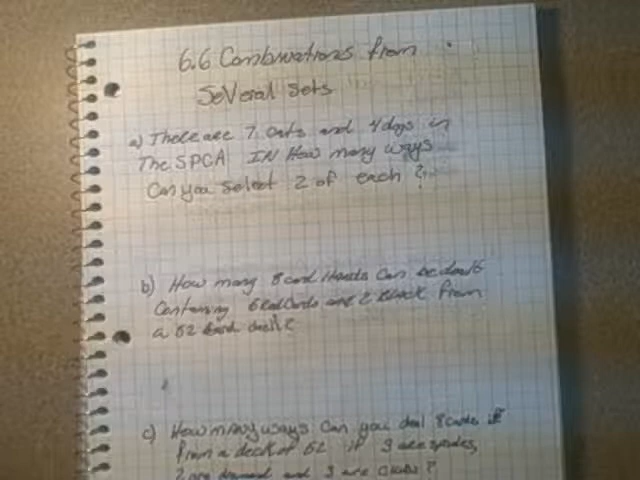 6.6 Combinations from
Several Sets
a) There are 7 cats and 4 dogs in
The SPCA IN How many ways
Can you Select 2 of each?
b) How many 8 card Hands Can be dealt
Containing 6 Red Cards and 2 Black from
a 52 card deck?
c) How many ways Can you deal 8 cards
from a deck of 52 if 3 are spades,
2 are diamond and 3 are clubs?